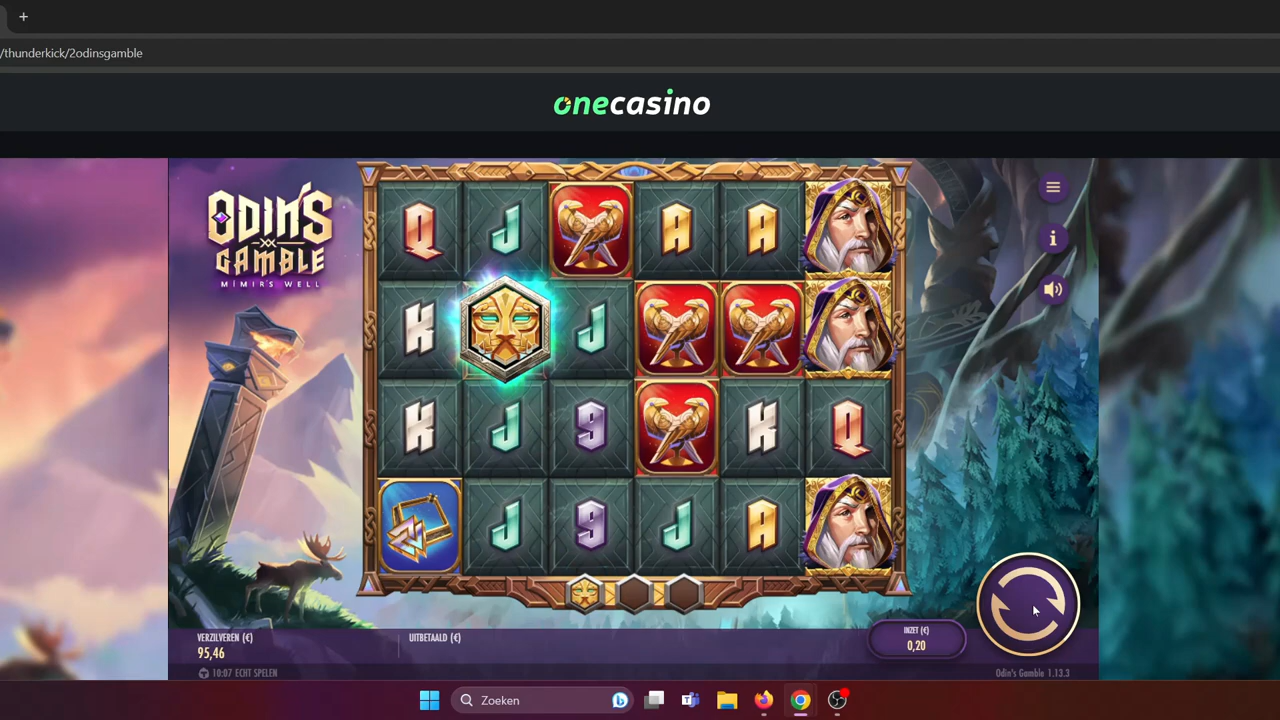 +
/thunderkick/2odinsgamble
onecasino
ODIN'S
GAMBLE
MIMIR'S WELL
Q J A A
K J
K J 9 K Q
J 9 J A
i
VERZILVEREN (€)
95,46
UITBETAALD (€)
INZET (€)
0,20
10:07 ECHT SPELEN
Odin's Gamble 1.13.3
Zoeken